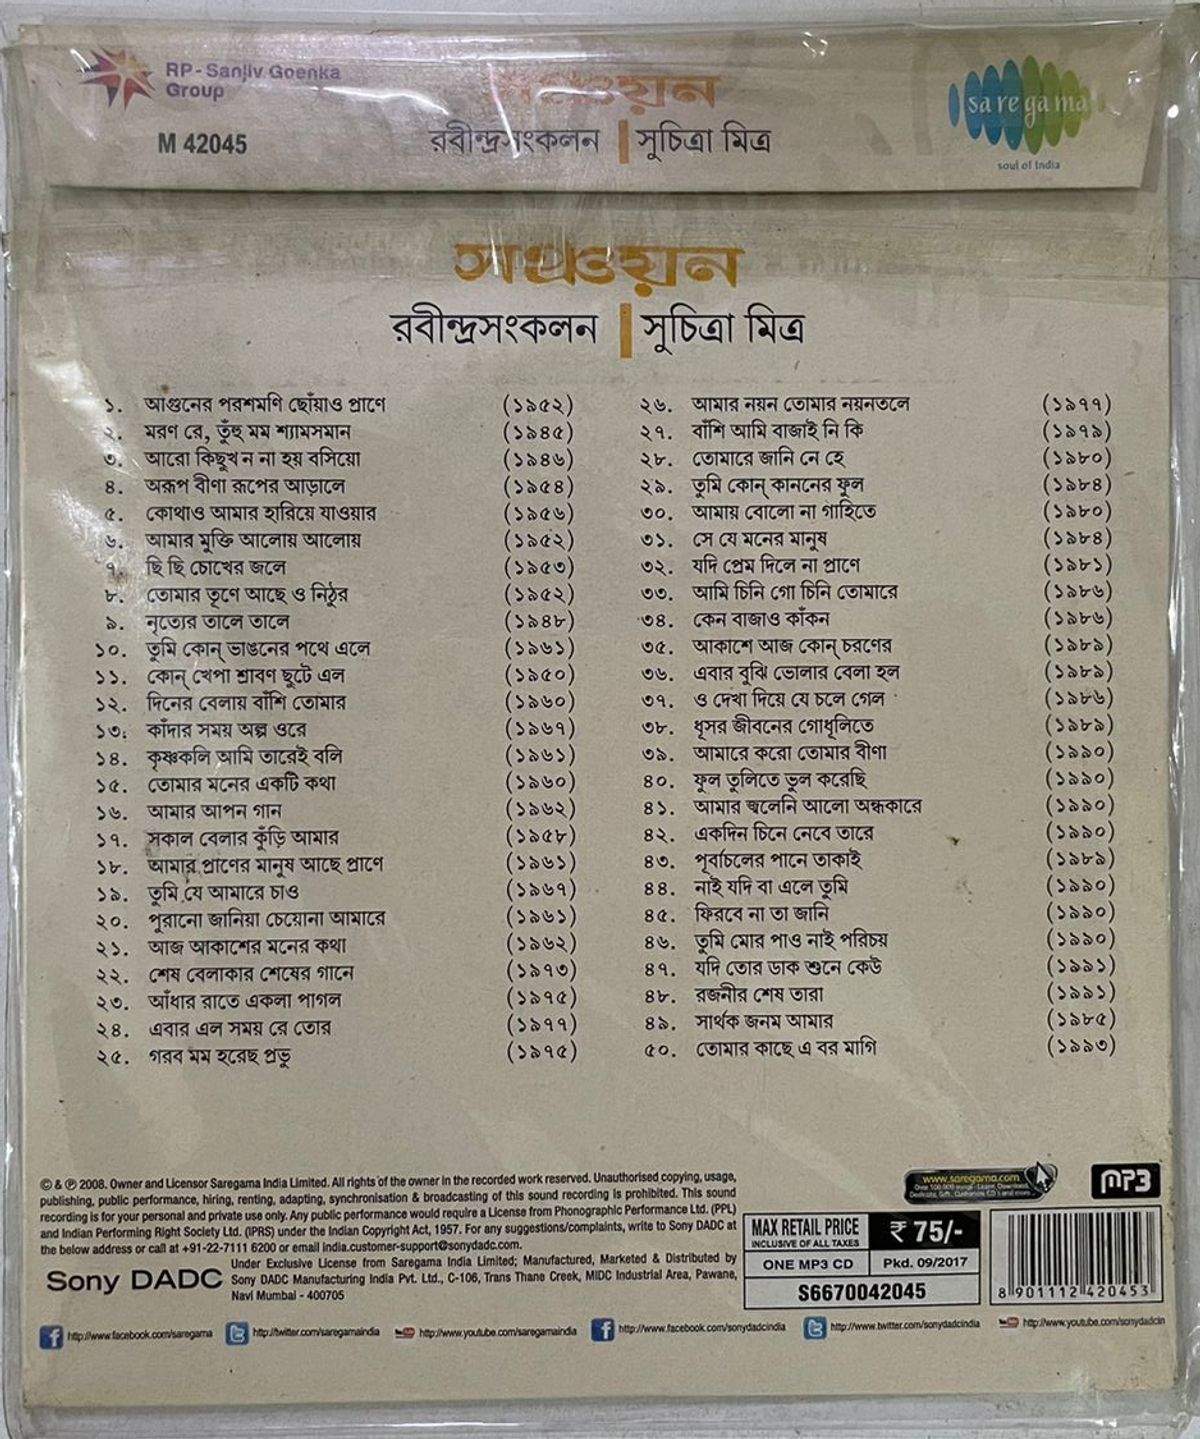 RP-Sanjiv Goenka
Group
M 42045
সঞ্চয়ন
রবীন্দ্রসংকলন | সুচিত্রা মিত্র
sa re ga ma
soul of India
সঞ্চয়ন
রবীন্দ্রসংকলন | সুচিত্রা মিত্র
১. আগুনের পরশমণি ছোঁয়াও প্রাণে (১৯৫২)
২. মরণ রে, তুঁহু মম শ্যামসমান (১৯৪৫)
৩. আরো কিছুখ ন না হয় বসিয়ো (১৯৪৬)
৪. অরূপ বীণা রূপের আড়ালে (১৯৫৪)
৫. কোথাও আমার হারিয়ে যাওয়ার (১৯৫৬)
৬. আমার মুক্তি আলোয় আলোয় (১৯৫২)
৭. ছি ছি চোখের জলে (১৯৫৩)
৮. তোমার তূণে আছে ও নিঠুর (১৯৫২)
৯. নৃত্যের তালে তালে (১৯৪৮)
১০. তুমি কোন্ ভাঙনের পথে এলে (১৯৬১)
১১. কোন্ খেপা শ্রাবণ ছুটে এল (১৯৫০)
১২. দিনের বেলায় বাঁশি তোমার (১৯৬০)
১৩. কাঁদার সময় অল্প ওরে (১৯৬৭)
১৪. কৃষ্ণকলি আমি তারেই বলি (১৯৬১)
১৫. তোমার মনের একটি কথা (১৯৬০)
১৬. আমার আপন গান (১৯৬২)
১৭. সকাল বেলার কুঁড়ি আমার (১৯৫৮)
১৮. আমার প্রাণের মানুষ আছে প্রাণে (১৯৬১)
১৯. তুমি যে আমারে চাও (১৯৬৭)
২০. পুরানো জানিয়া চেয়োনা আমারে (১৯৬১)
২১. আজ আকাশের মনের কথা (১৯৬২)
২২. শেষ বেলাকার শেষের গানে (১৯৭৩)
২৩. আঁধার রাতে একলা পাগল (১৯৭৫)
২৪. এবার এল সময় রে তোর (১৯৭৭)
২৫. গরব মম হরেছ প্রভু (১৯৭৫)
২৬. আমার নয়ন তোমার নয়নতলে (১৯৭৭)
২৭. বাঁশি আমি বাজাই নি কি (১৯৭৯)
২৮. তোমারে জানি নে হে (১৯৮০)
২৯. তুমি কোন্ কাননের ফুল (১৯৮৪)
৩০. আমায় বোলো না গাহিতে (১৯৮০)
৩১. সে যে মনের মানুষ (১৯৮৪)
৩২. যদি প্রেম দিলে না প্রাণে (১৯৮১)
৩৩. আমি চিনি গো চিনি তোমারে (১৯৮৬)
৩৪. কেন বাজাও কাঁকন (১৯৮৬)
৩৫. আকাশে আজ কোন্ চরণের (১৯৮৯)
৩৬. এবার বুঝি ভোলার বেলা হল (১৯৮৯)
৩৭. ও দেখা দিয়ে যে চলে গেল (১৯৮৬)
৩৮. ধূসর জীবনের গোধূলিতে (১৯৮৯)
৩৯. আমারে করো তোমার বীণা (১৯৯০)
৪০. ফুল তুলিতে ভুল করেছি (১৯৯০)
৪১. আমার জ্বলেনি আলো অন্ধকারে (১৯৯০)
৪২. একদিন চিনে নেবে তারে (১৯৯০)
৪৩. পূর্বাচলের পানে তাকাই (১৯৮৯)
৪৪. নাই যদি বা এলে তুমি (১৯৯০)
৪৫. ফিরবে না তা জানি (১৯৯০)
৪৬. তুমি মোর পাও নাই পরিচয় (১৯৯০)
৪৭. যদি তোর ডাক শুনে কেউ (১৯৯১)
৪৮. রজনীর শেষ তারা (১৯৯১)
৪৯. সার্থক জনম আমার (১৯৮৫)
৫০. তোমার কাছে এ বর মাগি (১৯৯৩)
© & ℗ 2008. Owner and Licensor Saregama India Limited. All rights of the owner in the recorded work reserved. Unauthorised copying, usage,
publishing, public performance, hiring, renting, adapting, synchronisation & broadcasting of this sound recording is prohibited. This sound
recording is for your personal and private use only. Any public performance would require a License from Phonographic Performance Ltd. (PPL)
and Indian Performing Right Society Ltd. (IPRS) under the Indian Copyright Act, 1957. For any suggestions/complaints, write to Sony DADC at
the below address or call at +91-22-7111 6200 or email India.customer-support@sonydadc.com.
Sony DADC
Under Exclusive License from Saregama India Limited; Manufactured, Marketed & Distributed by
Sony DADC Manufacturing India Pvt. Ltd., C-106, Trans Thane Creek, MIDC Industrial Area, Pawane,
Navi Mumbai - 400705
www.saregama.com
MP3
MAX RETAIL PRICE
INCLUSIVE OF ALL TAXES
₹ 75/-
ONE MP3 CD
Pkd. 09/2017
S6670042045
8 901112 420453
http://www.facebook.com/saregama
http://twitter.com/saregamaindia
http://www.youtube.com/saregamaindia
http://www.facebook.com/sonydadcindia
http://www.twitter.com/sonydadcindia
http://www.youtube.com/sonydadcin